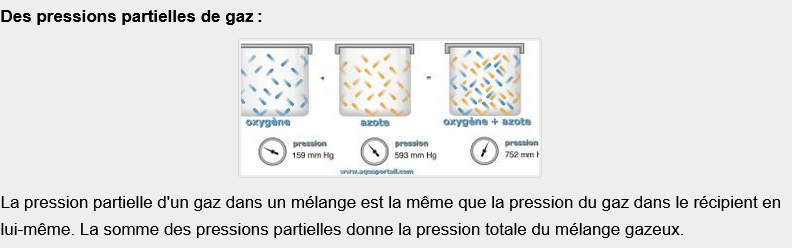 Des pressions partielles de gaz :
+ =
oxygène azote oxygène + azote
pression pression pression
159 mm Hg 593 mm Hg 752 mm
www.aquaportail.com
La pression partielle d'un gaz dans un mélange est la même que la pression du gaz dans le récipient en
lui-même. La somme des pressions partielles donne la pression totale du mélange gazeux.